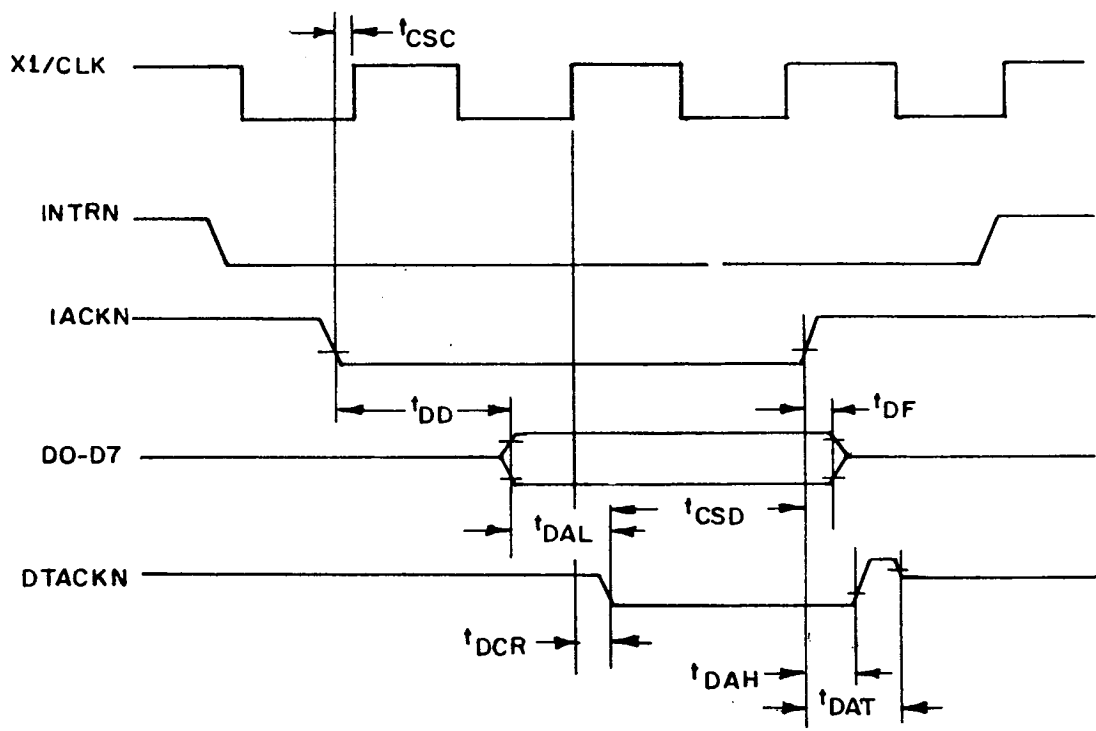 tCSC
X1/CLK
INTRN
IACKN
tDD
tDF
D0-D7
tCSD
tDAL
DTACKN
tDCR
tDAH
tDAT